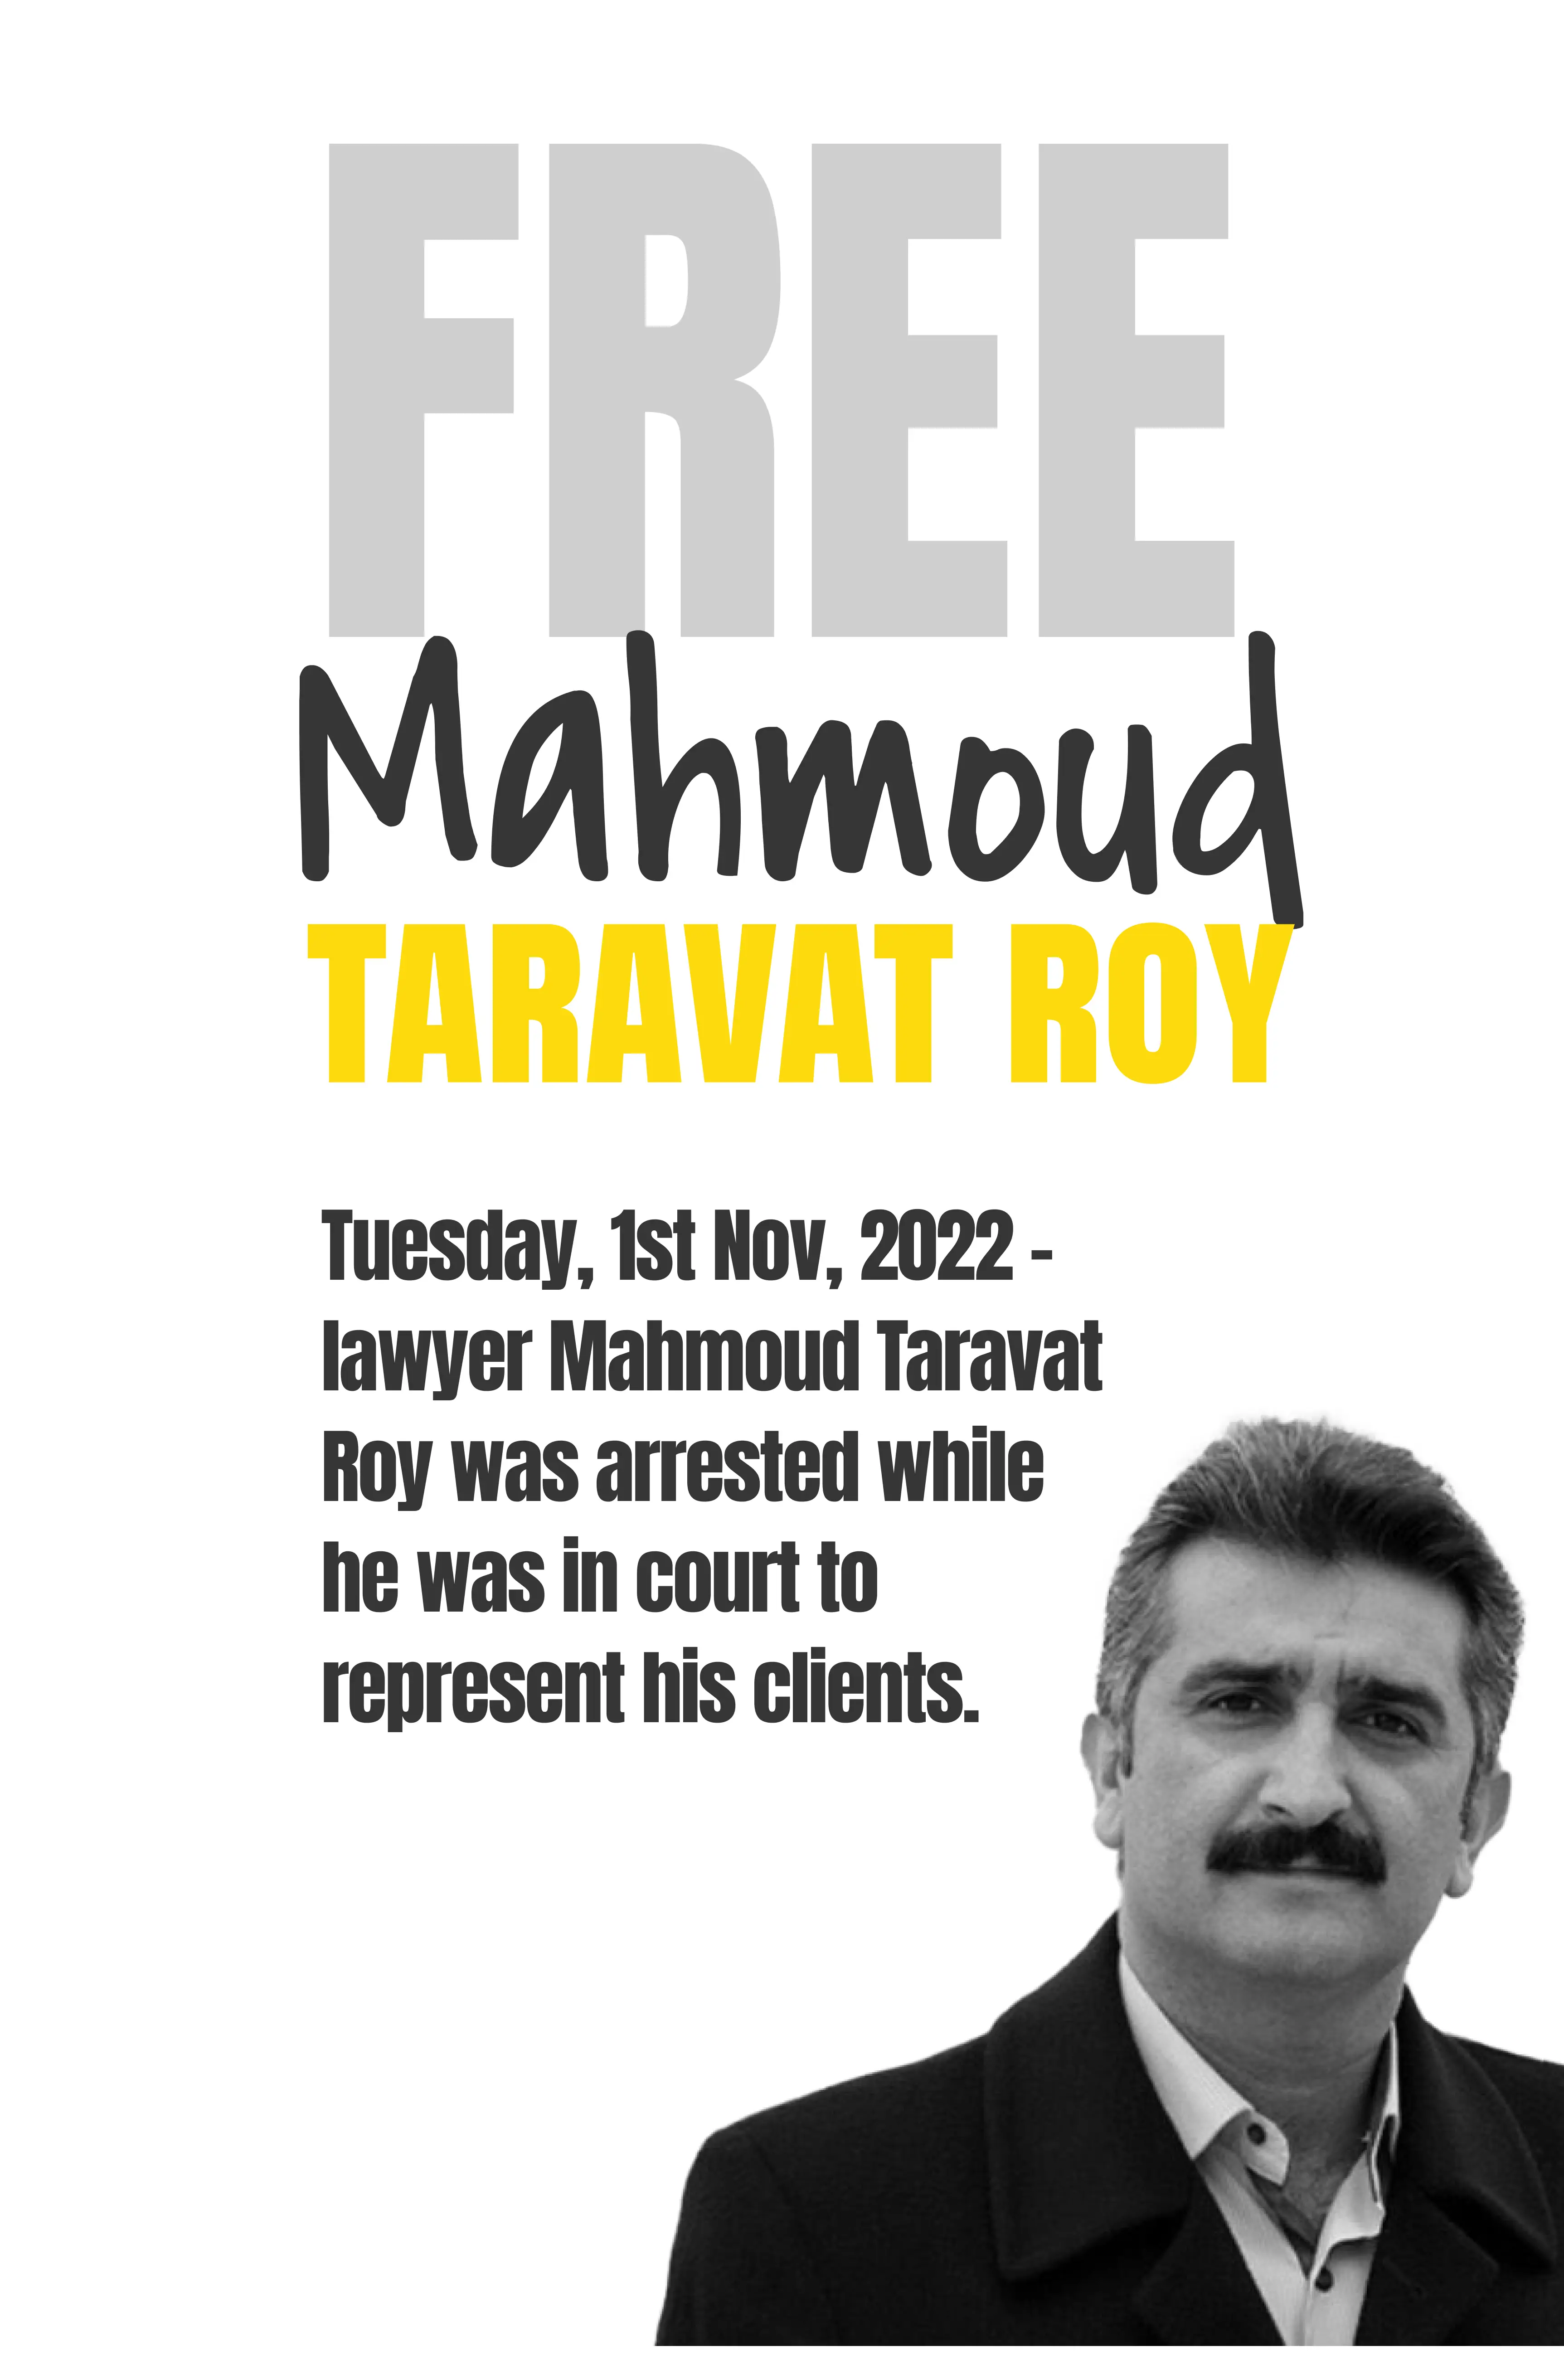 FREE
Mahmoud
TARAVAT ROY
Tuesday, 1st Nov, 2022 -
lawyer Mahmoud Taravat
Roy was arrested while
he was in court to
represent his clients.